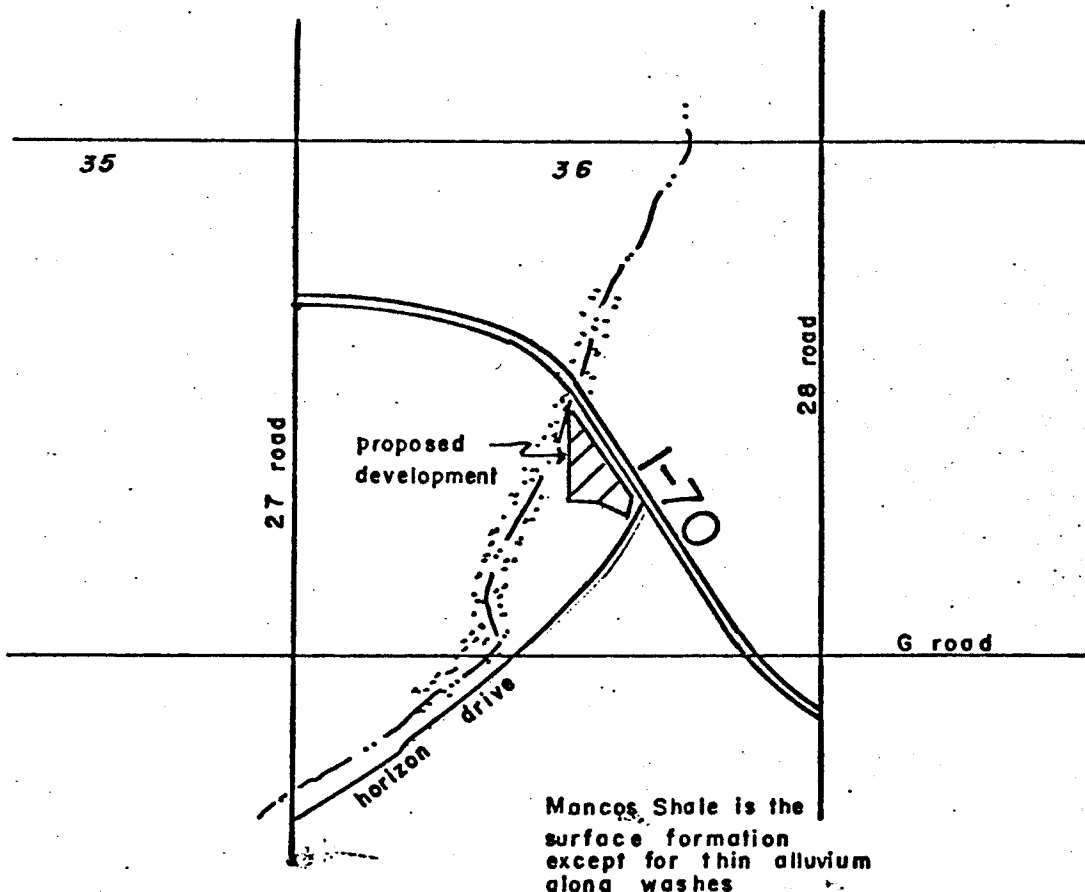 35
36
28 road
proposed
development
27 road
I-70
G road
horizon drive
Mancos Shale is the
surface formation
except for thin alluvium
along washes